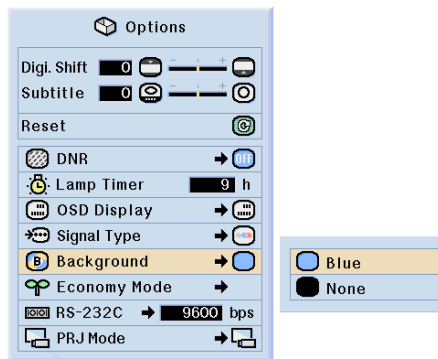 Options
Digi. Shift 0 - +
Subtitle 0 - +
Reset
DNR OFF
Lamp Timer 9 h
OSD Display
Signal Type
B Background
Economy Mode
RS-232C 9600 bps
PRJ Mode
Blue
None